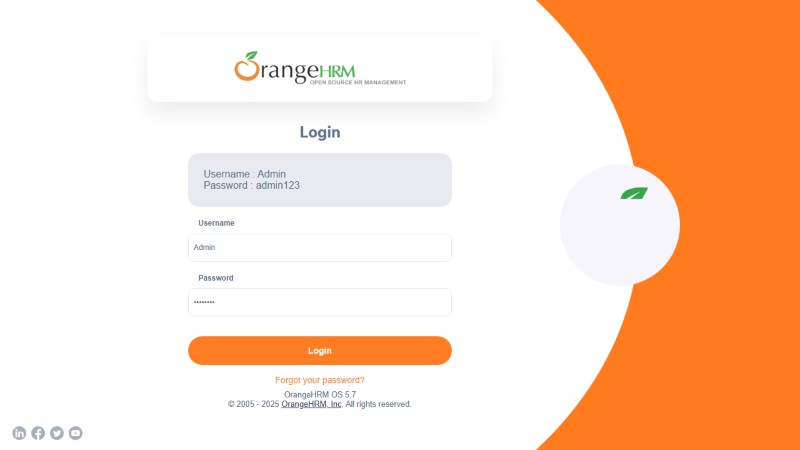 OrangeHRM
OPEN SOURCE HR MANAGEMENT
Login
Username : Admin
Password : admin123
Username
Admin
Password
••••••••
Login
Forgot your password?
OrangeHRM OS 5.7
© 2005 - 2025 OrangeHRM, Inc. All rights reserved.